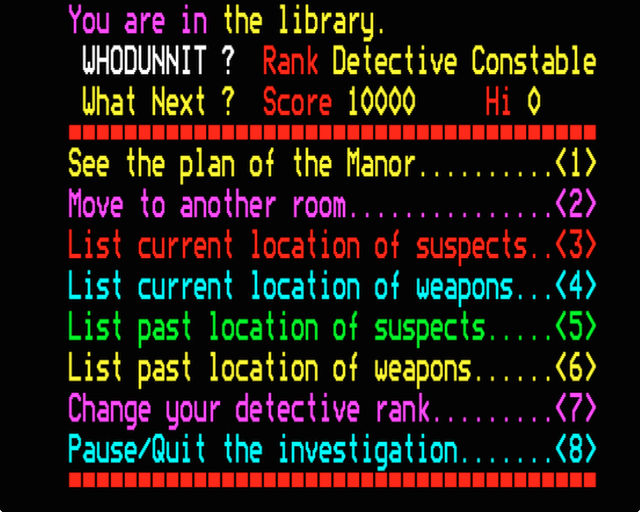 You are in the library.
WHODUNNIT ? Rank Detective Constable
What Next ? Score 10000 Hi 0
See the plan of the Manor..........<1>
Move to another room...............<2>
List current location of suspects..<3>
List current location of weapons...<4>
List past location of suspects.....<5>
List past location of weapons......<6>
Change your detective rank.........<7>
Pause/Quit the investigation.......<8>